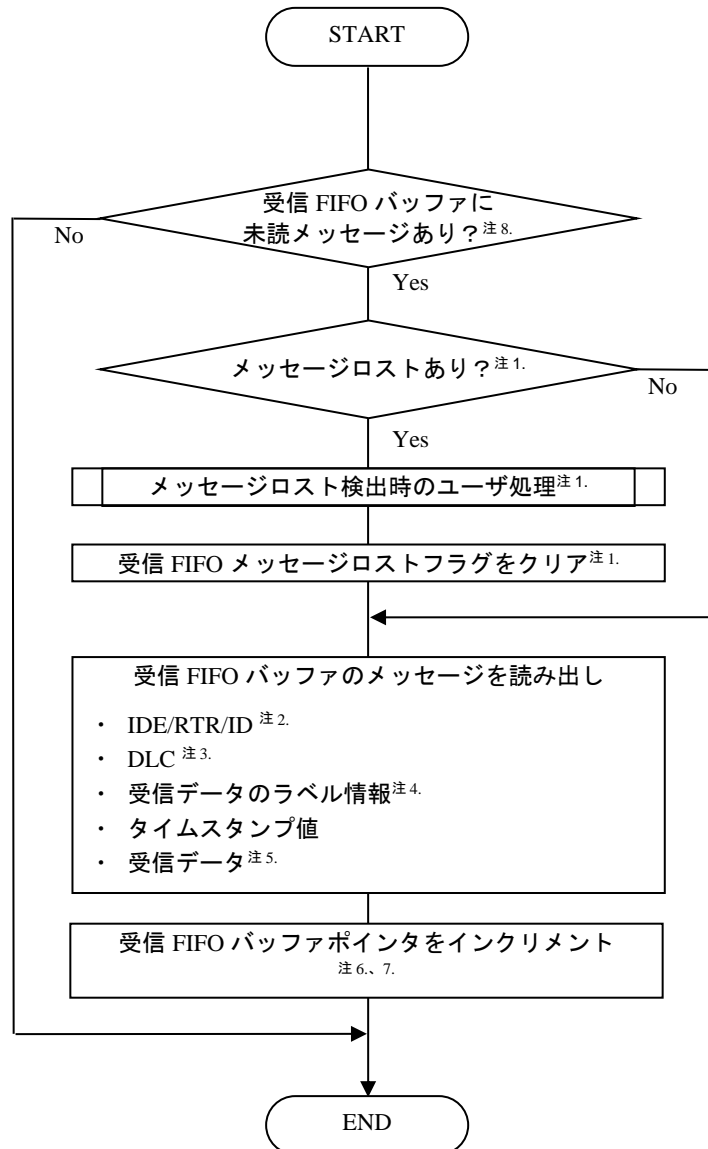 START
受信 FIFO バッファに
未読メッセージあり？注 8.
No
Yes
メッセージロストあり？注 1.
No
Yes
メッセージロスト検出時のユーザ処理注 1.
受信 FIFO メッセージロストフラグをクリア注 1.
受信 FIFO バッファのメッセージを読み出し
・ IDE/RTR/ID 注 2.
・ DLC 注 3.
・ 受信データのラベル情報注 4.
・ タイムスタンプ値
・ 受信データ注 5.
受信 FIFO バッファポインタをインクリメント
注 6.、7.
END